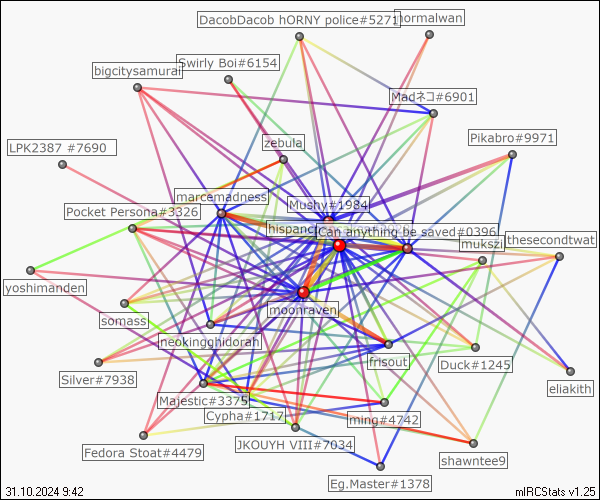 DacobDacob hORNY police#5271
normalwan
Swirly Boi#6154
bigcitysamurai
Madネコ#6901
zebula
Pikabro#9971
LPK2387 #7690
marcemadness
Mushy#1984
Pocket Persona#3326
Can anything be saved#0396
mukszi
thesecondtwat
yoshimanden
somass
moonraven
neokingghidorah
frisout
Duck#1245
Silver#7938
eliakith
Majestic#3375
Cypha#1717
ming#4742
JKOUYH VIII#7034
Fedora Stoat#4479
shawntee9
Eg.Master#1378
31.10.2024 9:42
mIRCStats v1.25